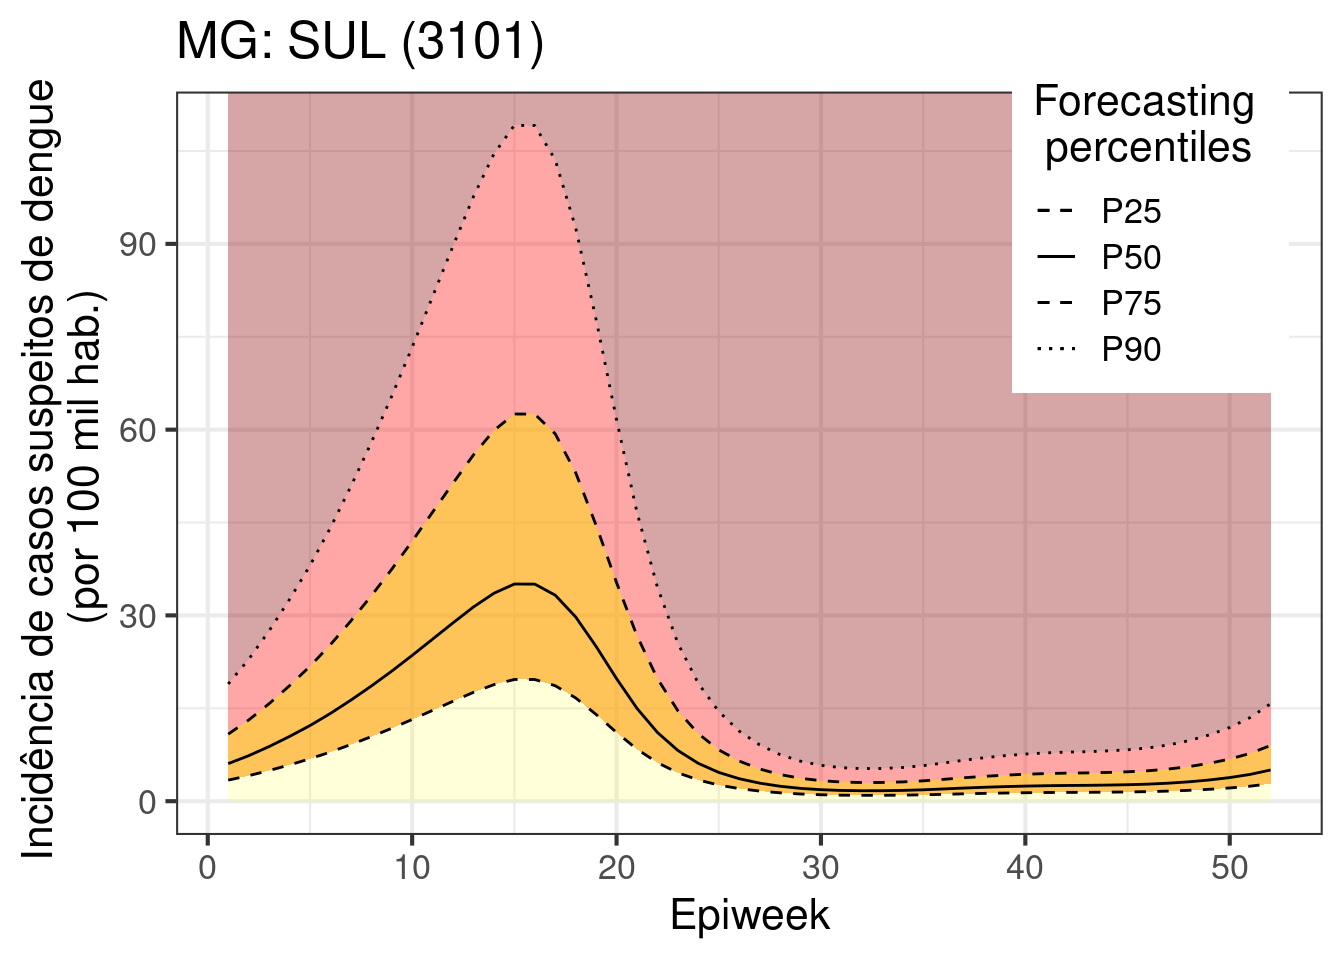 MG: SUL (3101)
Incidência de casos suspeitos de dengue
(por 100 mil hab.)
90
60
30
0
Forecasting
percentiles
P25
P50
P75
P90
0 10 20 30 40 50
Epiweek